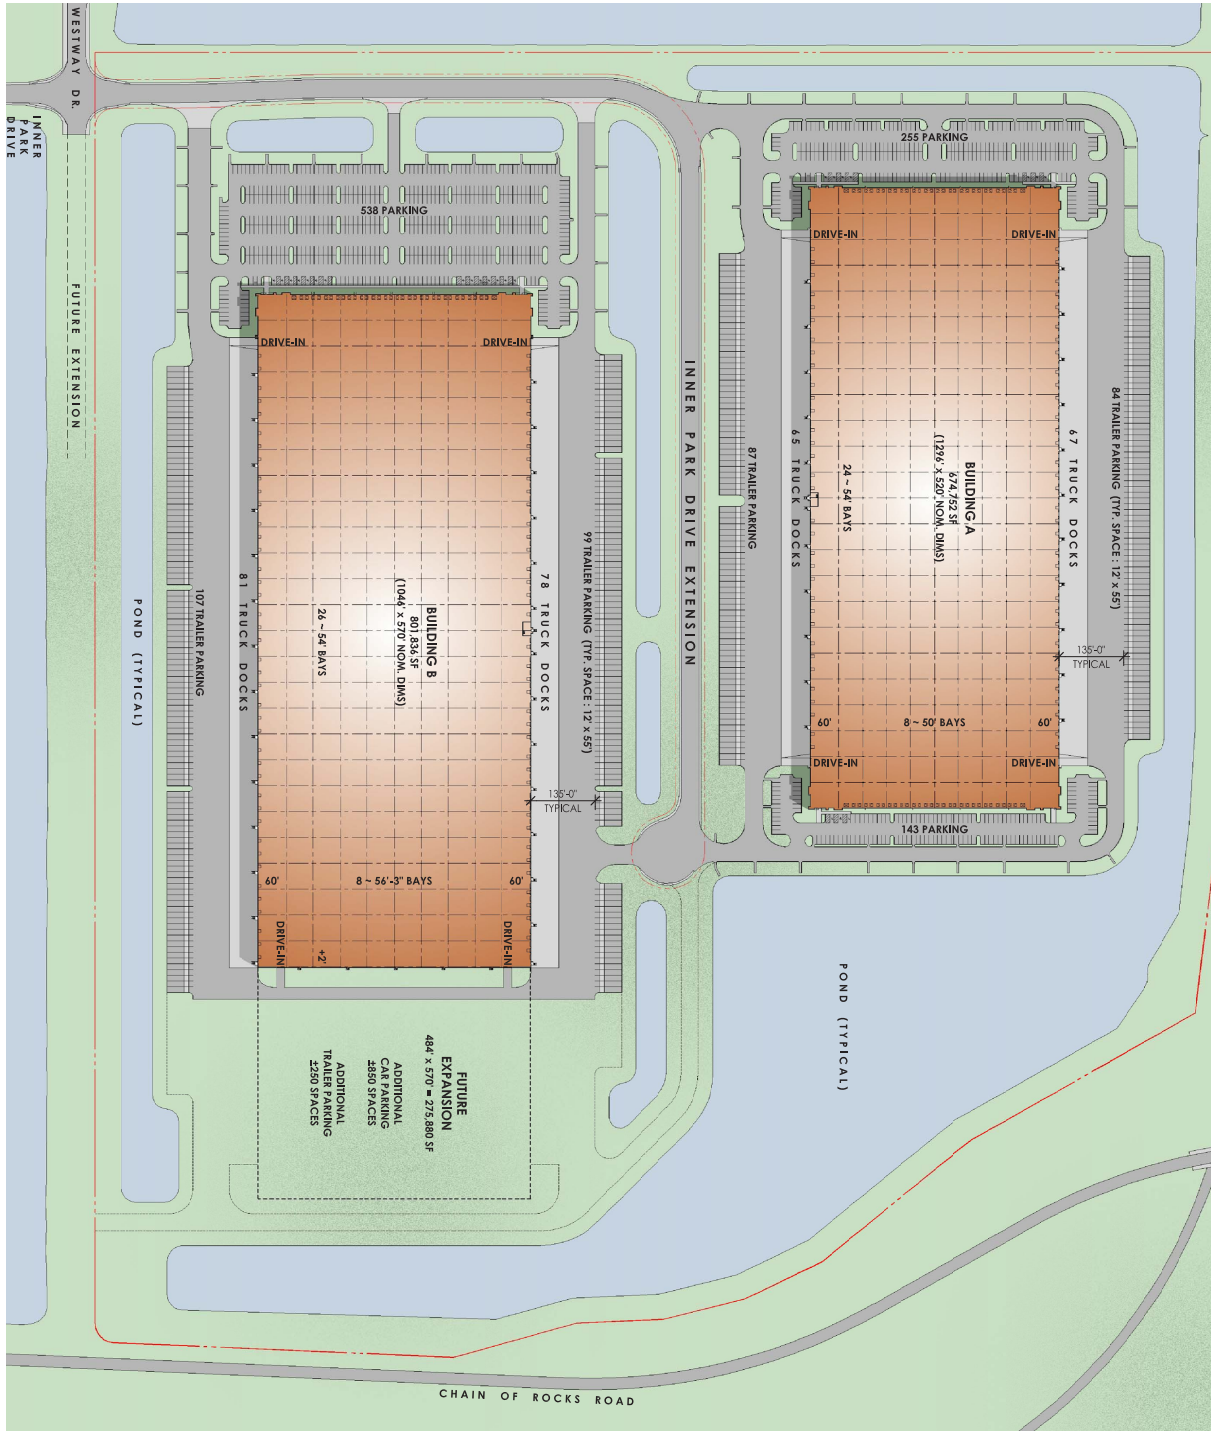 WESTWAY DR.
INNER
PARK
DRIVE
FUTURE EXTENSION
POND (TYPICAL)
538 PARKING
DRIVE-IN
DRIVE-IN
107 TRAILER PARKING
81 TRUCK DOCKS
26 ~ 54' BAYS
BUILDING B
801,836 SF
(1046' x 570' NOM. DIMS)
78 TRUCK DOCKS
99 TRAILER PARKING (TYP. SPACE : 12' x 55')
135'-0"
TYPICAL
60'
8 ~ 56'-3" BAYS
60'
DRIVE-IN
+2'
DRIVE-IN
FUTURE
EXPANSION
484' x 570' = 275,880 SF
ADDITIONAL
CAR PARKING
±850 SPACES
ADDITIONAL
TRAILER PARKING
±250 SPACES
INNER PARK DRIVE EXTENSION
255 PARKING
DRIVE-IN
DRIVE-IN
87 TRAILER PARKING
65 TRUCK DOCKS
24 ~ 54' BAYS
BUILDING A
674,752 SF
(1296' x 520' NOM. DIMS)
67 TRUCK DOCKS
84 TRAILER PARKING (TYP. SPACE : 12' x 55')
135'-0"
TYPICAL
60'
8 ~ 50' BAYS
60'
DRIVE-IN
DRIVE-IN
143 PARKING
POND (TYPICAL)
CHAIN OF ROCKS ROAD